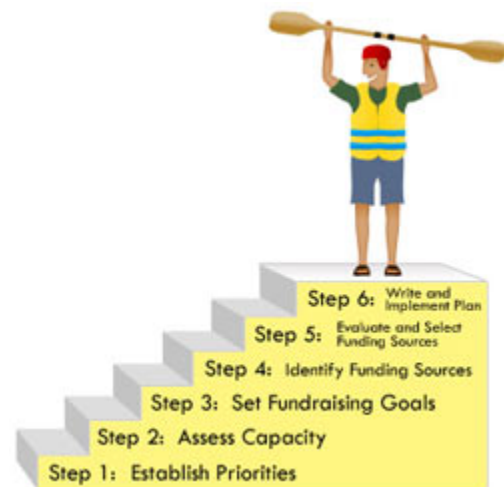 Step 6: Write and
Implement Plan
Step 5: Evaluate and Select
Funding Sources
Step 4: Identify Funding Sources
Step 3: Set Fundraising Goals
Step 2: Assess Capacity
Step 1: Establish Priorities